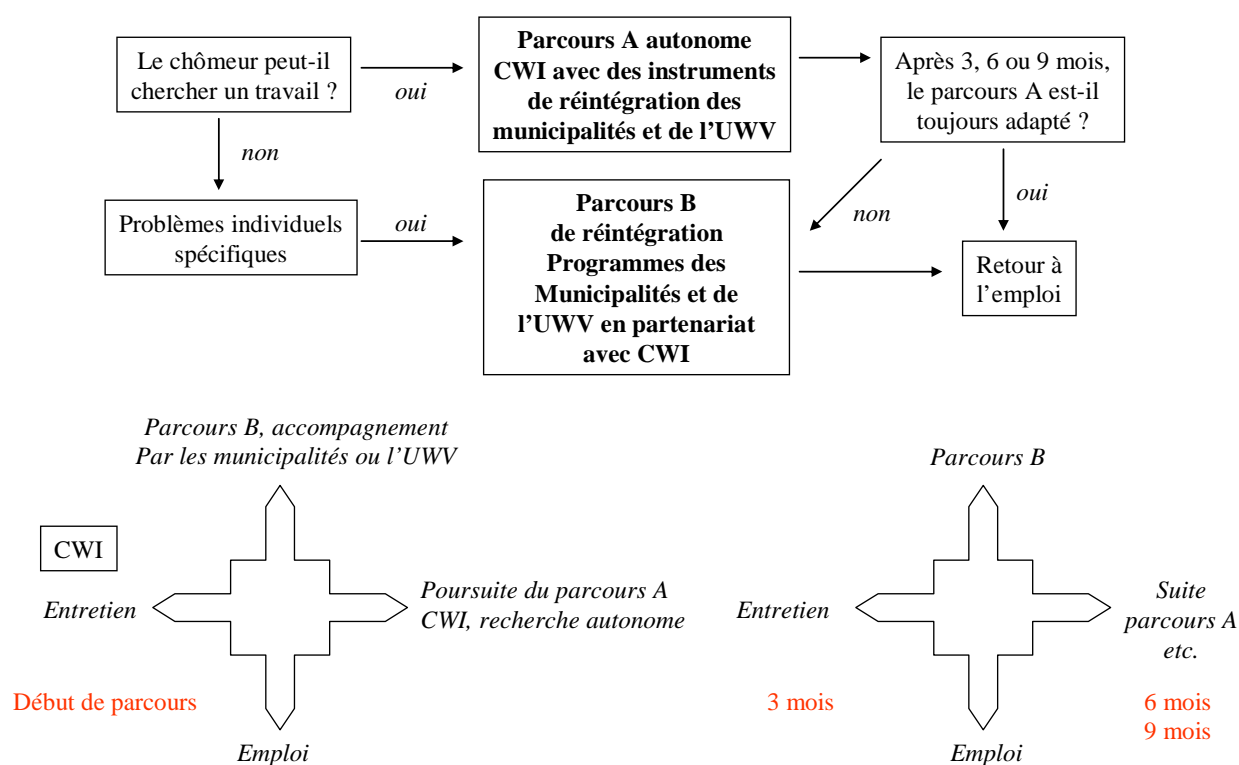 Le chômeur peut-il
chercher un travail ?
oui
Parcours A autonome
CWI avec des instruments
de réintégration des
municipalités et de l'UWV
Après 3, 6 ou 9 mois,
le parcours A est-il
toujours adapté ?
non
Problèmes individuels
spécifiques
oui
Parcours B
de réintégration
Programmes des
Municipalités et de
l'UWV en partenariat
avec CWI
non
oui
Retour à
l'emploi
Parcours B, accompagnement
Par les municipalités ou l'UWV
CWI
Entretien
Poursuite du parcours A
CWI, recherche autonome
Début de parcours
Emploi
Parcours B
Entretien
Suite
parcours A
etc.
3 mois
6 mois
9 mois
Emploi